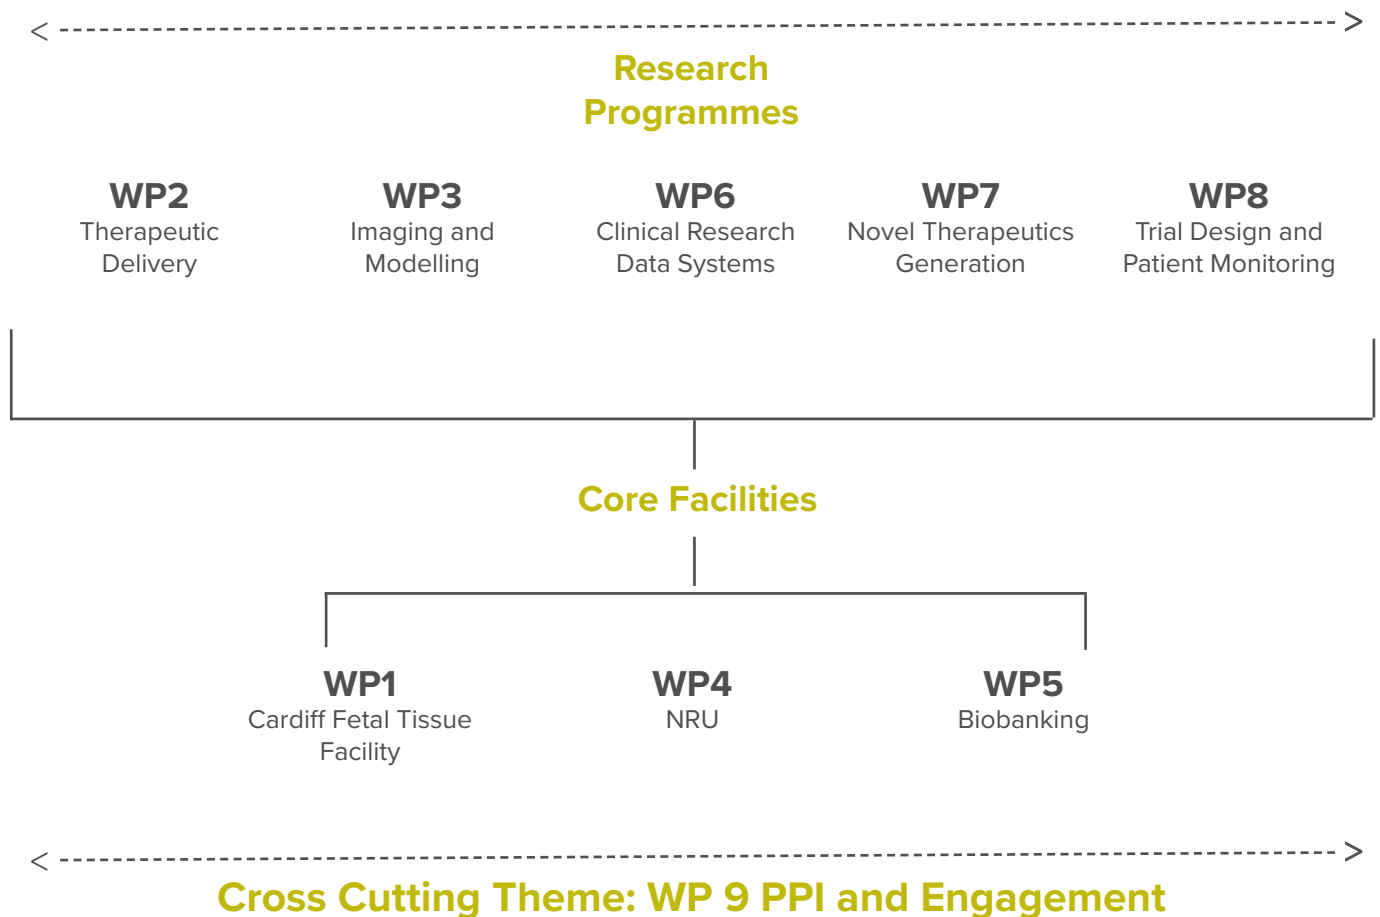 Research
Programmes
WP2
Therapeutic
Delivery
WP3
Imaging and
Modelling
WP6
Clinical Research
Data Systems
WP7
Novel Therapeutics
Generation
WP8
Trial Design and
Patient Monitoring
Core Facilities
WP1
Cardiff Fetal Tissue
Facility
WP4
NRU
WP5
Biobanking
Cross Cutting Theme: WP 9 PPI and Engagement